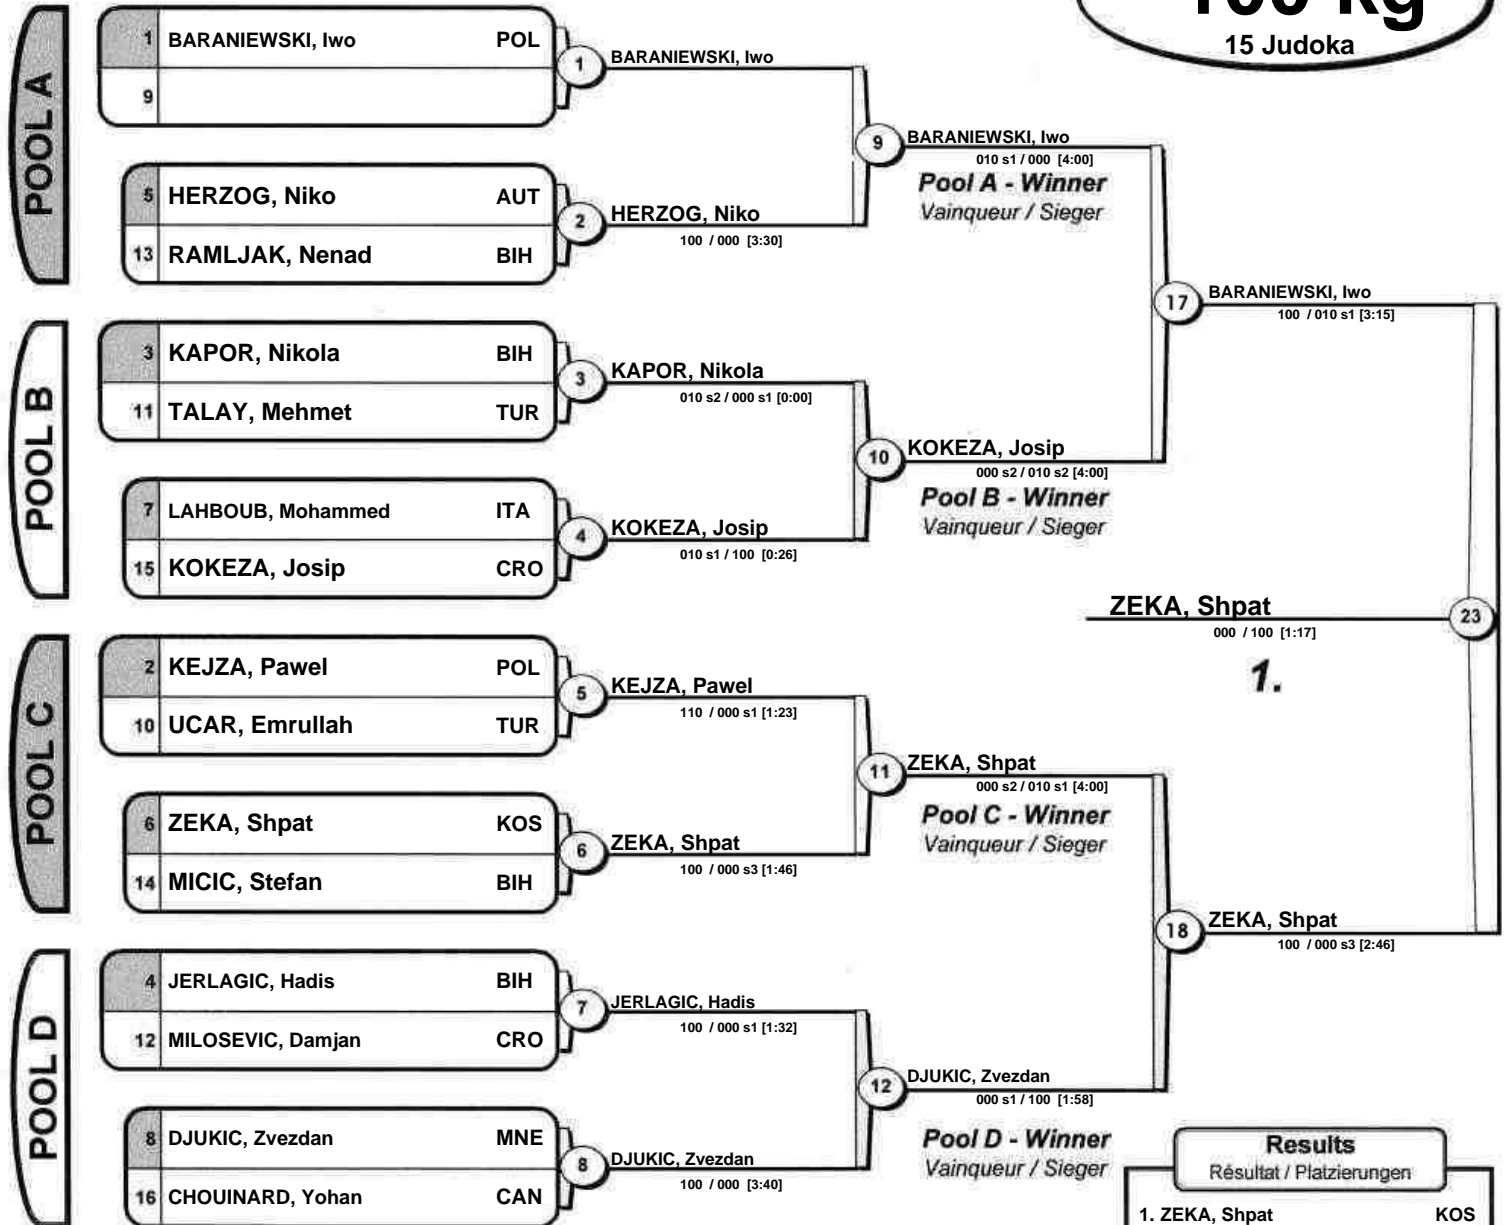 100 kg
15 Judoka
POOL A
1 BARANIEWSKI, Iwo POL
9
5 HERZOG, Niko AUT
13 RAMLJAK, Nenad BIH
1
BARANIEWSKI, Iwo
2
HERZOG, Niko
100 / 000 [3:30]
9
BARANIEWSKI, Iwo
010 s1 / 000 [4:00]
Pool A - Winner
Vainqueur / Sieger
POOL B
3 KAPOR, Nikola BIH
11 TALAY, Mehmet TUR
7 LAHBOUB, Mohammed ITA
15 KOKEZA, Josip CRO
3
KAPOR, Nikola
010 s2 / 000 s1 [0:00]
4
KOKEZA, Josip
010 s1 / 100 [0:26]
10
KOKEZA, Josip
000 s2 / 010 s2 [4:00]
Pool B - Winner
Vainqueur / Sieger
17
BARANIEWSKI, Iwo
100 / 010 s1 [3:15]
POOL C
2 KEJZA, Pawel POL
10 UCAR, Emrullah TUR
6 ZEKA, Shpat KOS
14 MICIC, Stefan BIH
5
KEJZA, Pawel
110 / 000 s1 [1:23]
6
ZEKA, Shpat
100 / 000 s3 [1:46]
11
ZEKA, Shpat
000 s2 / 010 s1 [4:00]
Pool C - Winner
Vainqueur / Sieger
POOL D
4 JERLAGIC, Hadis BIH
12 MILOSEVIC, Damjan CRO
8 DJUKIC, Zvezdan MNE
16 CHOUINARD, Yohan CAN
7
JERLAGIC, Hadis
100 / 000 s1 [1:32]
8
DJUKIC, Zvezdan
100 / 000 [3:40]
12
DJUKIC, Zvezdan
000 s1 / 100 [1:58]
Pool D - Winner
Vainqueur / Sieger
18
ZEKA, Shpat
100 / 000 s3 [2:46]
ZEKA, Shpat
23
000 / 100 [1:17]
1.
Results
Résultat / Platzierungen
1. ZEKA, Shpat KOS